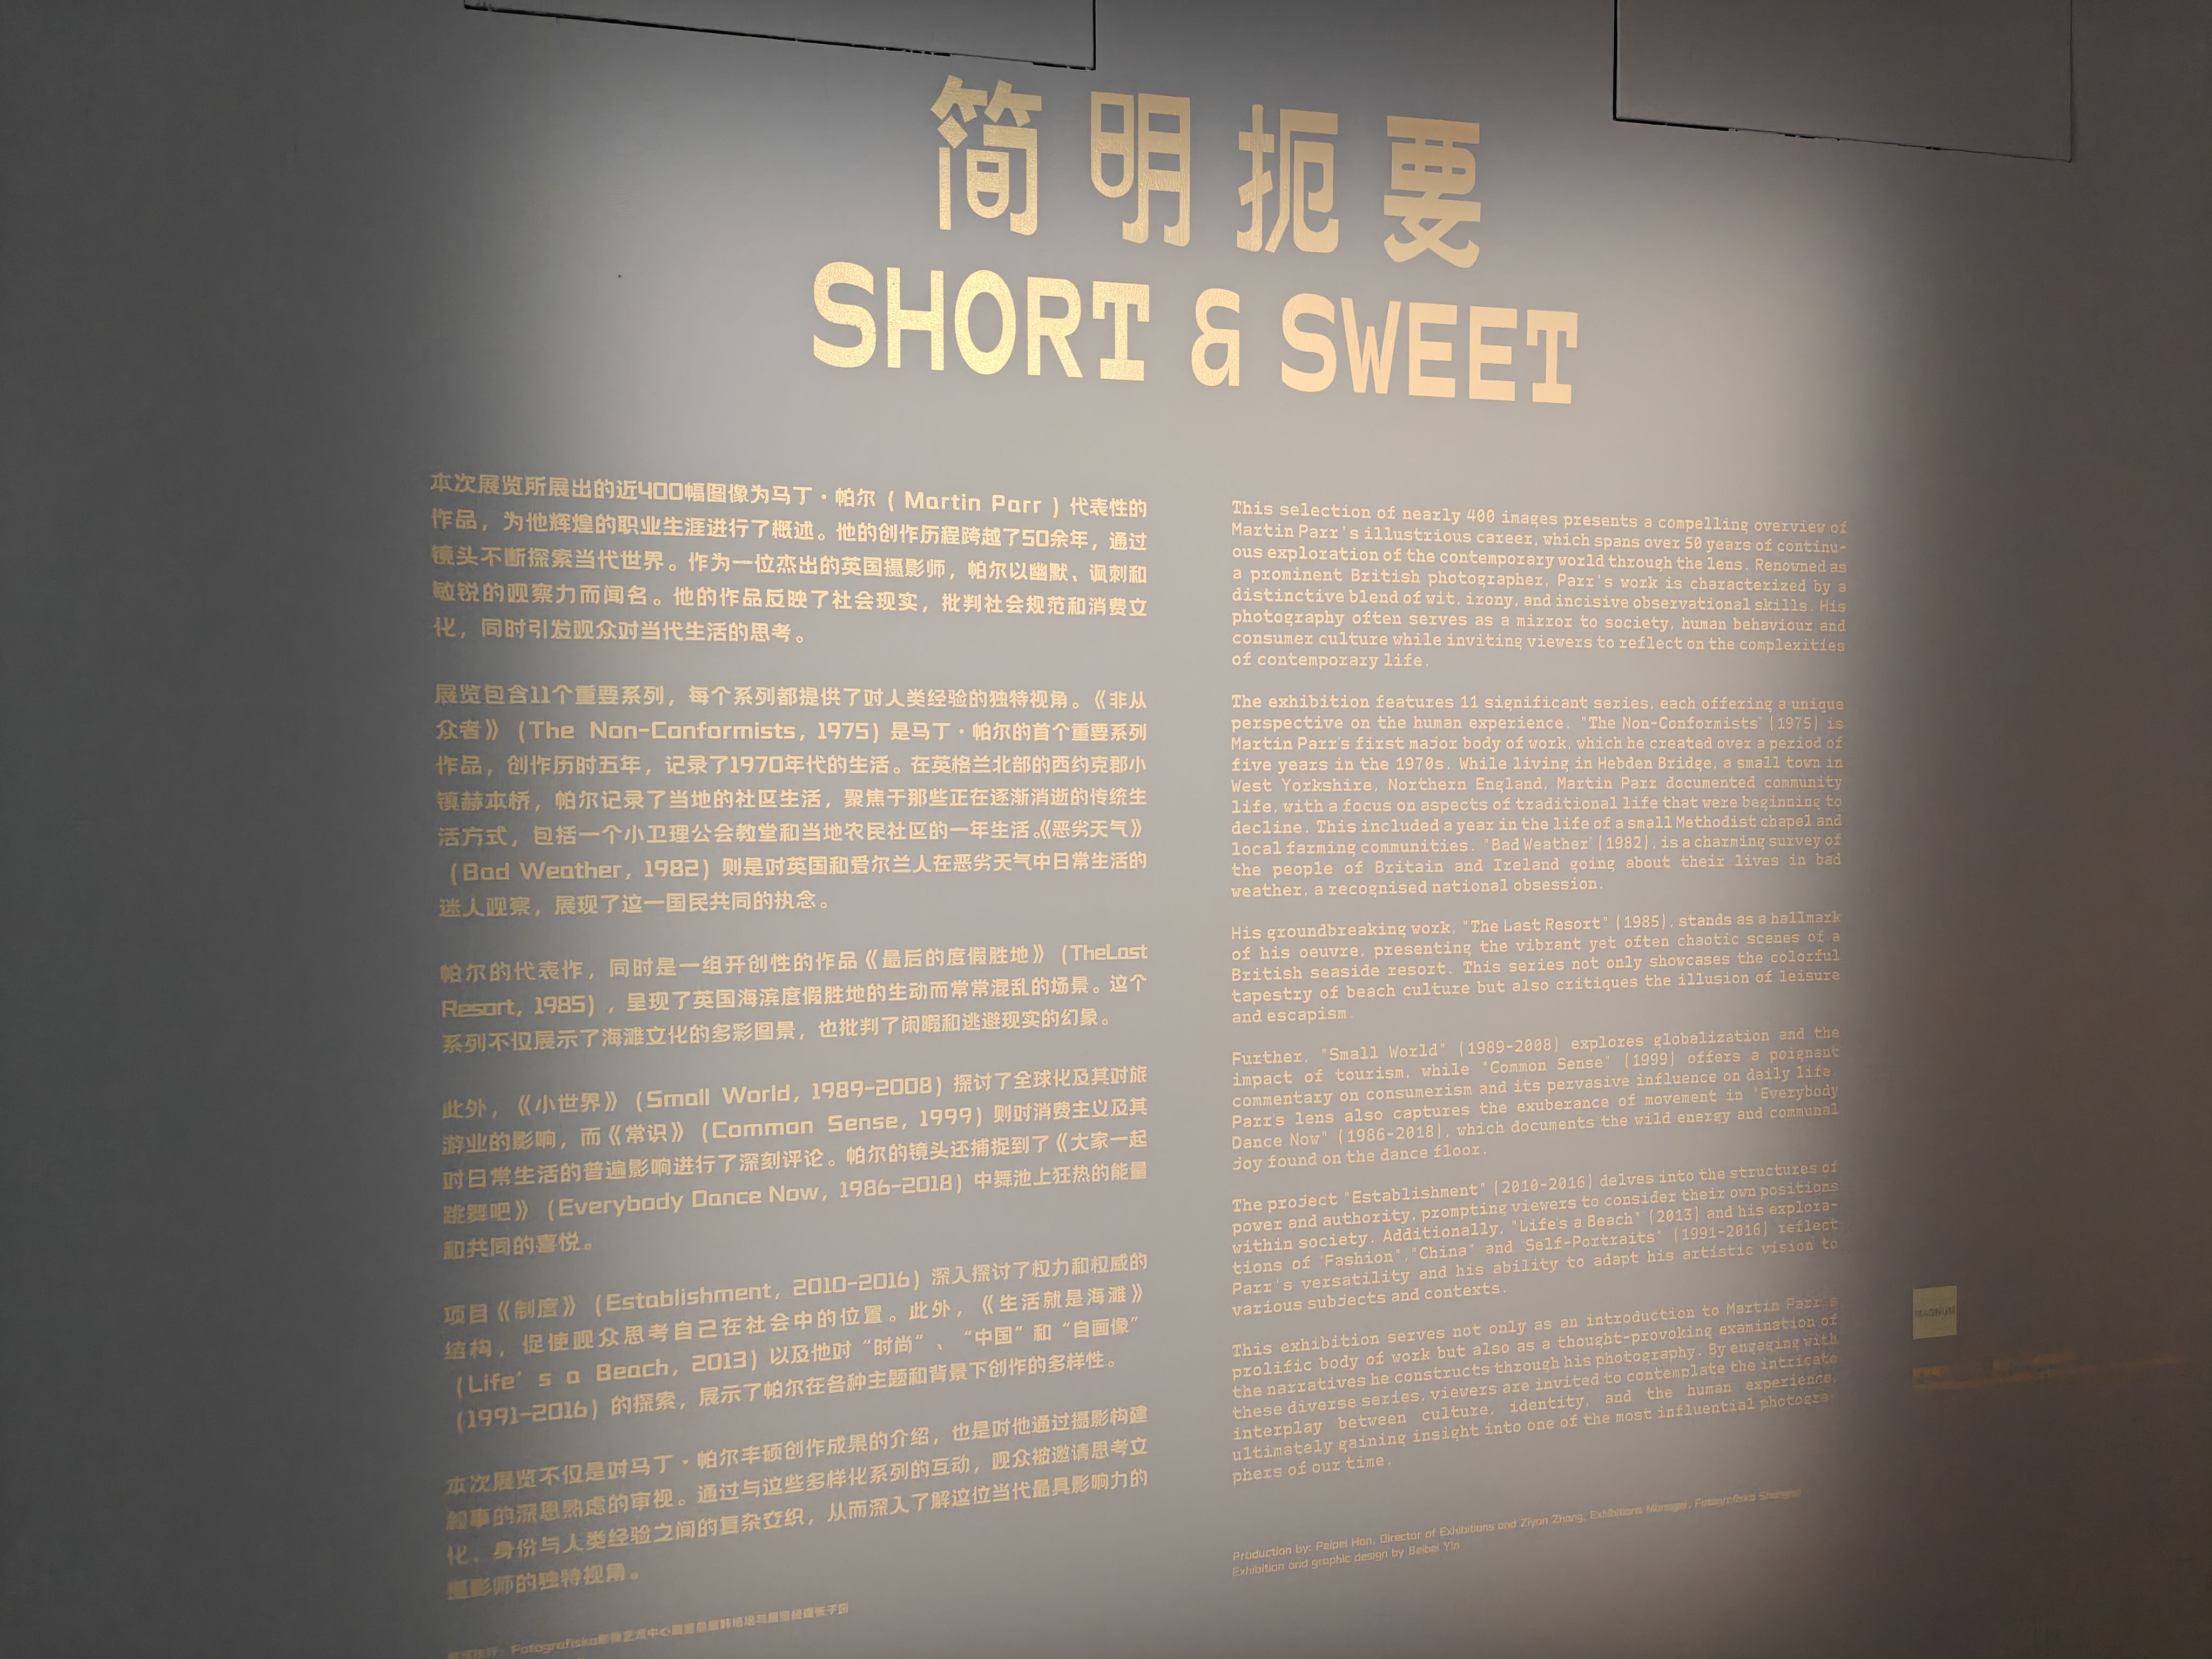 简明扼要
SHORT & SWEET
本次展览所展出的近400幅图像为马丁·帕尔 ( Martin Parr ) 代表性的
作品，为他辉煌的职业生涯进行了概述。他的创作历程跨越了50余年，通过
镜头不断探索当代世界。作为一位杰出的英国摄影师，帕尔以幽默、讽刺和
敏锐的观察力而闻名。他的作品反映了社会现实，批判社会规范和消费文
化，同时引发观众对当代生活的思考。
展览包含11个重要系列，每个系列都提供了对人类经验的独特视角。《非从
众者》（The Non-Conformists, 1975）是马丁·帕尔的首个重要系列
作品，创作历时五年，记录了1970年代的生活。在英格兰北部的西约克郡小
镇赫本桥，帕尔记录了当地的社区生活，聚焦于那些正在逐渐消逝的传统生
活方式，包括一个小卫理公会教堂和当地农民社区的一年生活。《恶劣天气》
（Bad Weather, 1982）则是对英国和爱尔兰人在恶劣天气中日常生活的
迷人观察，展现了这一国民共同的执念。
帕尔的代表作，同时是一组开创性的作品《最后的度假胜地》（TheLast
Resort, 1985），呈现了英国海滨度假胜地的生动而常常混乱的场景。这个
系列不仅展示了海滩文化的多彩图景，也批判了闲暇和逃避现实的幻象。
此外，《小世界》（Small World, 1989-2008）探讨了全球化及其对旅
游业的影响，而《常识》（Common Sense, 1999）则对消费主义及其
对日常生活的普遍影响进行了深刻评论。帕尔的镜头还捕捉到了《大家一起
跳舞吧》（Everybody Dance Now, 1986-2018）中舞池上狂热的能量
和共同的喜悦。
项目《制度》（Establishment, 2010-2016）深入探讨了权力和权威的
结构，促使观众思考自己在社会中的位置。此外，《生活就是海滩》
（Life’s a Beach, 2013）以及他对“时尚”、“中国”和“自画像”
（1991-2016）的探索，展示了帕尔在各种主题和背景下创作的多样性。
本次展览不仅是对马丁·帕尔丰硕创作成果的介绍，也是对他通过摄影构建
叙事的深思熟虑的审视。通过与这些多样化系列的互动，观众被邀请思考文
化、身份与人类经验之间的复杂交织，从而深入了解这位当代最具影响力的
摄影师的独特视角。
Fotografiska影像艺术中心展览总监韩培培与展览经理张子
This selection of nearly 400 images presents a compelling overview of
Martin Parr's illustrious career, which spans over 50 years of continu-
ous exploration of the contemporary world through the lens. Renowned as
a prominent British photographer, Parr's work is characterized by a
distinctive blend of wit, irony, and incisive observational skills. His
photography often serves as a mirror to society, human behaviour and
consumer culture while inviting viewers to reflect on the complexities
of contemporary life.
The exhibition features 11 significant series, each offering a unique
perspective on the human experience. "The Non-Conformists" (1975) is
Martin Parr's first major body of work, which he created over a period of
five years in the 1970s. While living in Hebden Bridge, a small town in
West Yorkshire, Northern England, Martin Parr documented community
life, with a focus on aspects of traditional life that were beginning to
decline. This included a year in the life of a small Methodist chapel and
local farming communities. "Bad Weather" (1982), is a charming survey of
the people of Britain and Ireland going about their lives in bad
weather, a recognised national obsession.
His groundbreaking work, "The Last Resort" (1985), stands as a hallmark
of his oeuvre, presenting the vibrant yet often chaotic scenes of a
British seaside resort. This series not only showcases the colorful
tapestry of beach culture but also critiques the illusion of leisure
and escapism.
Further, "Small World" (1989-2008) explores globalization and the
impact of tourism, while "Common Sense" (1999) offers a poignant
commentary on consumerism and its pervasive influence on daily life.
Parr's lens also captures the exuberance of movement in "Everybody
Dance Now" (1986-2018), which documents the wild energy and communal
joy found on the dance floor.
The project "Establishment" (2010-2016) delves into the structures of
power and authority, prompting viewers to consider their own positions
within society. Additionally, "Life's a Beach" (2013) and his explora-
tions of "Fashion","China" and "Self-Portraits" (1991-2016) reflect
Parr's versatility and his ability to adapt his artistic vision to
various subjects and contexts.
This exhibition serves not only as an introduction to Martin Parr's
prolific body of work but also as a thought-provoking examination of
the narratives he constructs through his photography. By engaging with
these diverse series, viewers are invited to contemplate the intricate
interplay between culture, identity, and the human experience,
ultimately gaining insight into one of the most influential photogra-
phers of our time.
Production by: Peipei Han, Director of Exhibitions and Ziyan Zhang, Exhibitions Manager, Fotografiska Shanghai
Exhibition and graphic design by Beibei Yin
MAGNUM